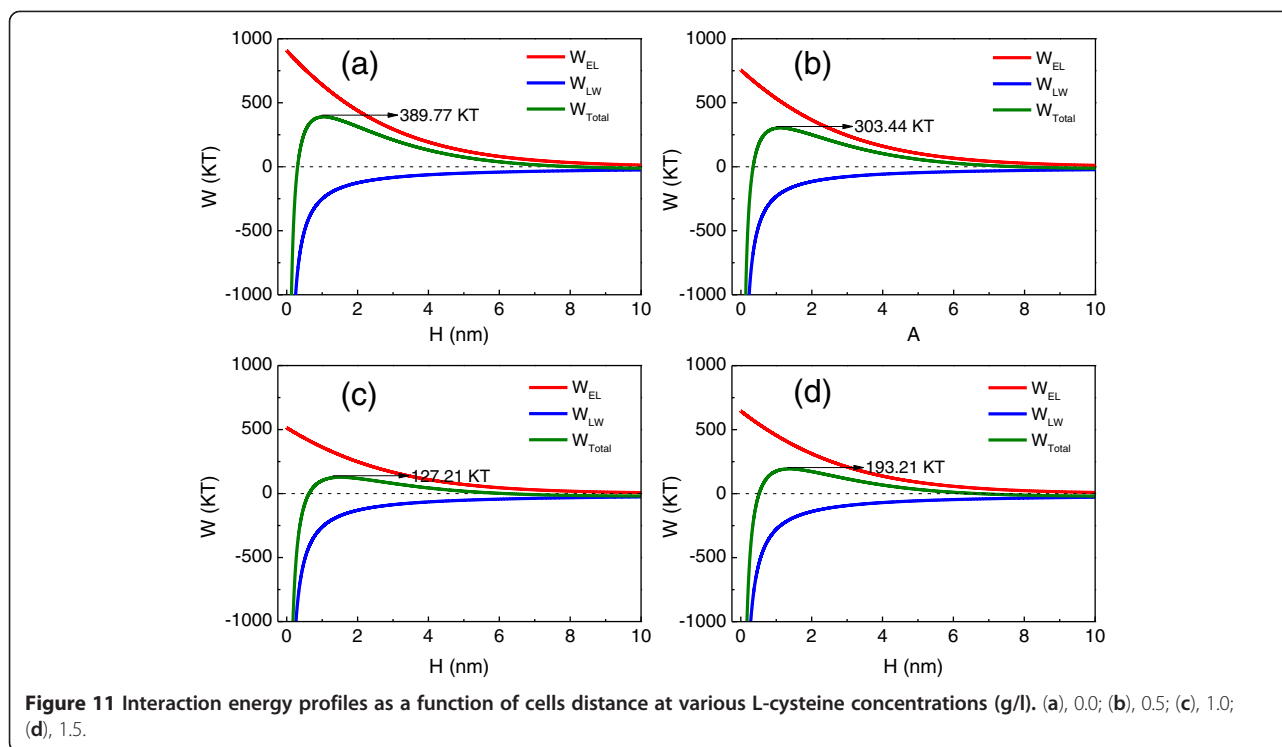 (a)
W_EL
W_LW
W_Total
389.77 KT
1000
500
0
-500
-1000
W (KT)
0 2 4 6 8 10
H (nm)
(b)
W_EL
W_LW
W_Total
303.44 KT
1000
500
0
-500
-1000
W (KT)
0 2 4 6 8 10
A
(c)
W_EL
W_LW
W_Total
127.21 KT
1000
500
0
-500
-1000
W (KT)
0 2 4 6 8 10
H (nm)
(d)
W_EL
W_LW
W_Total
193.21 KT
1000
500
0
-500
-1000
W (KT)
0 2 4 6 8 10
H (nm)
Figure 11 Interaction energy profiles as a function of cells distance at various L-cysteine concentrations (g/l). (a), 0.0; (b), 0.5; (c), 1.0;
(d), 1.5.